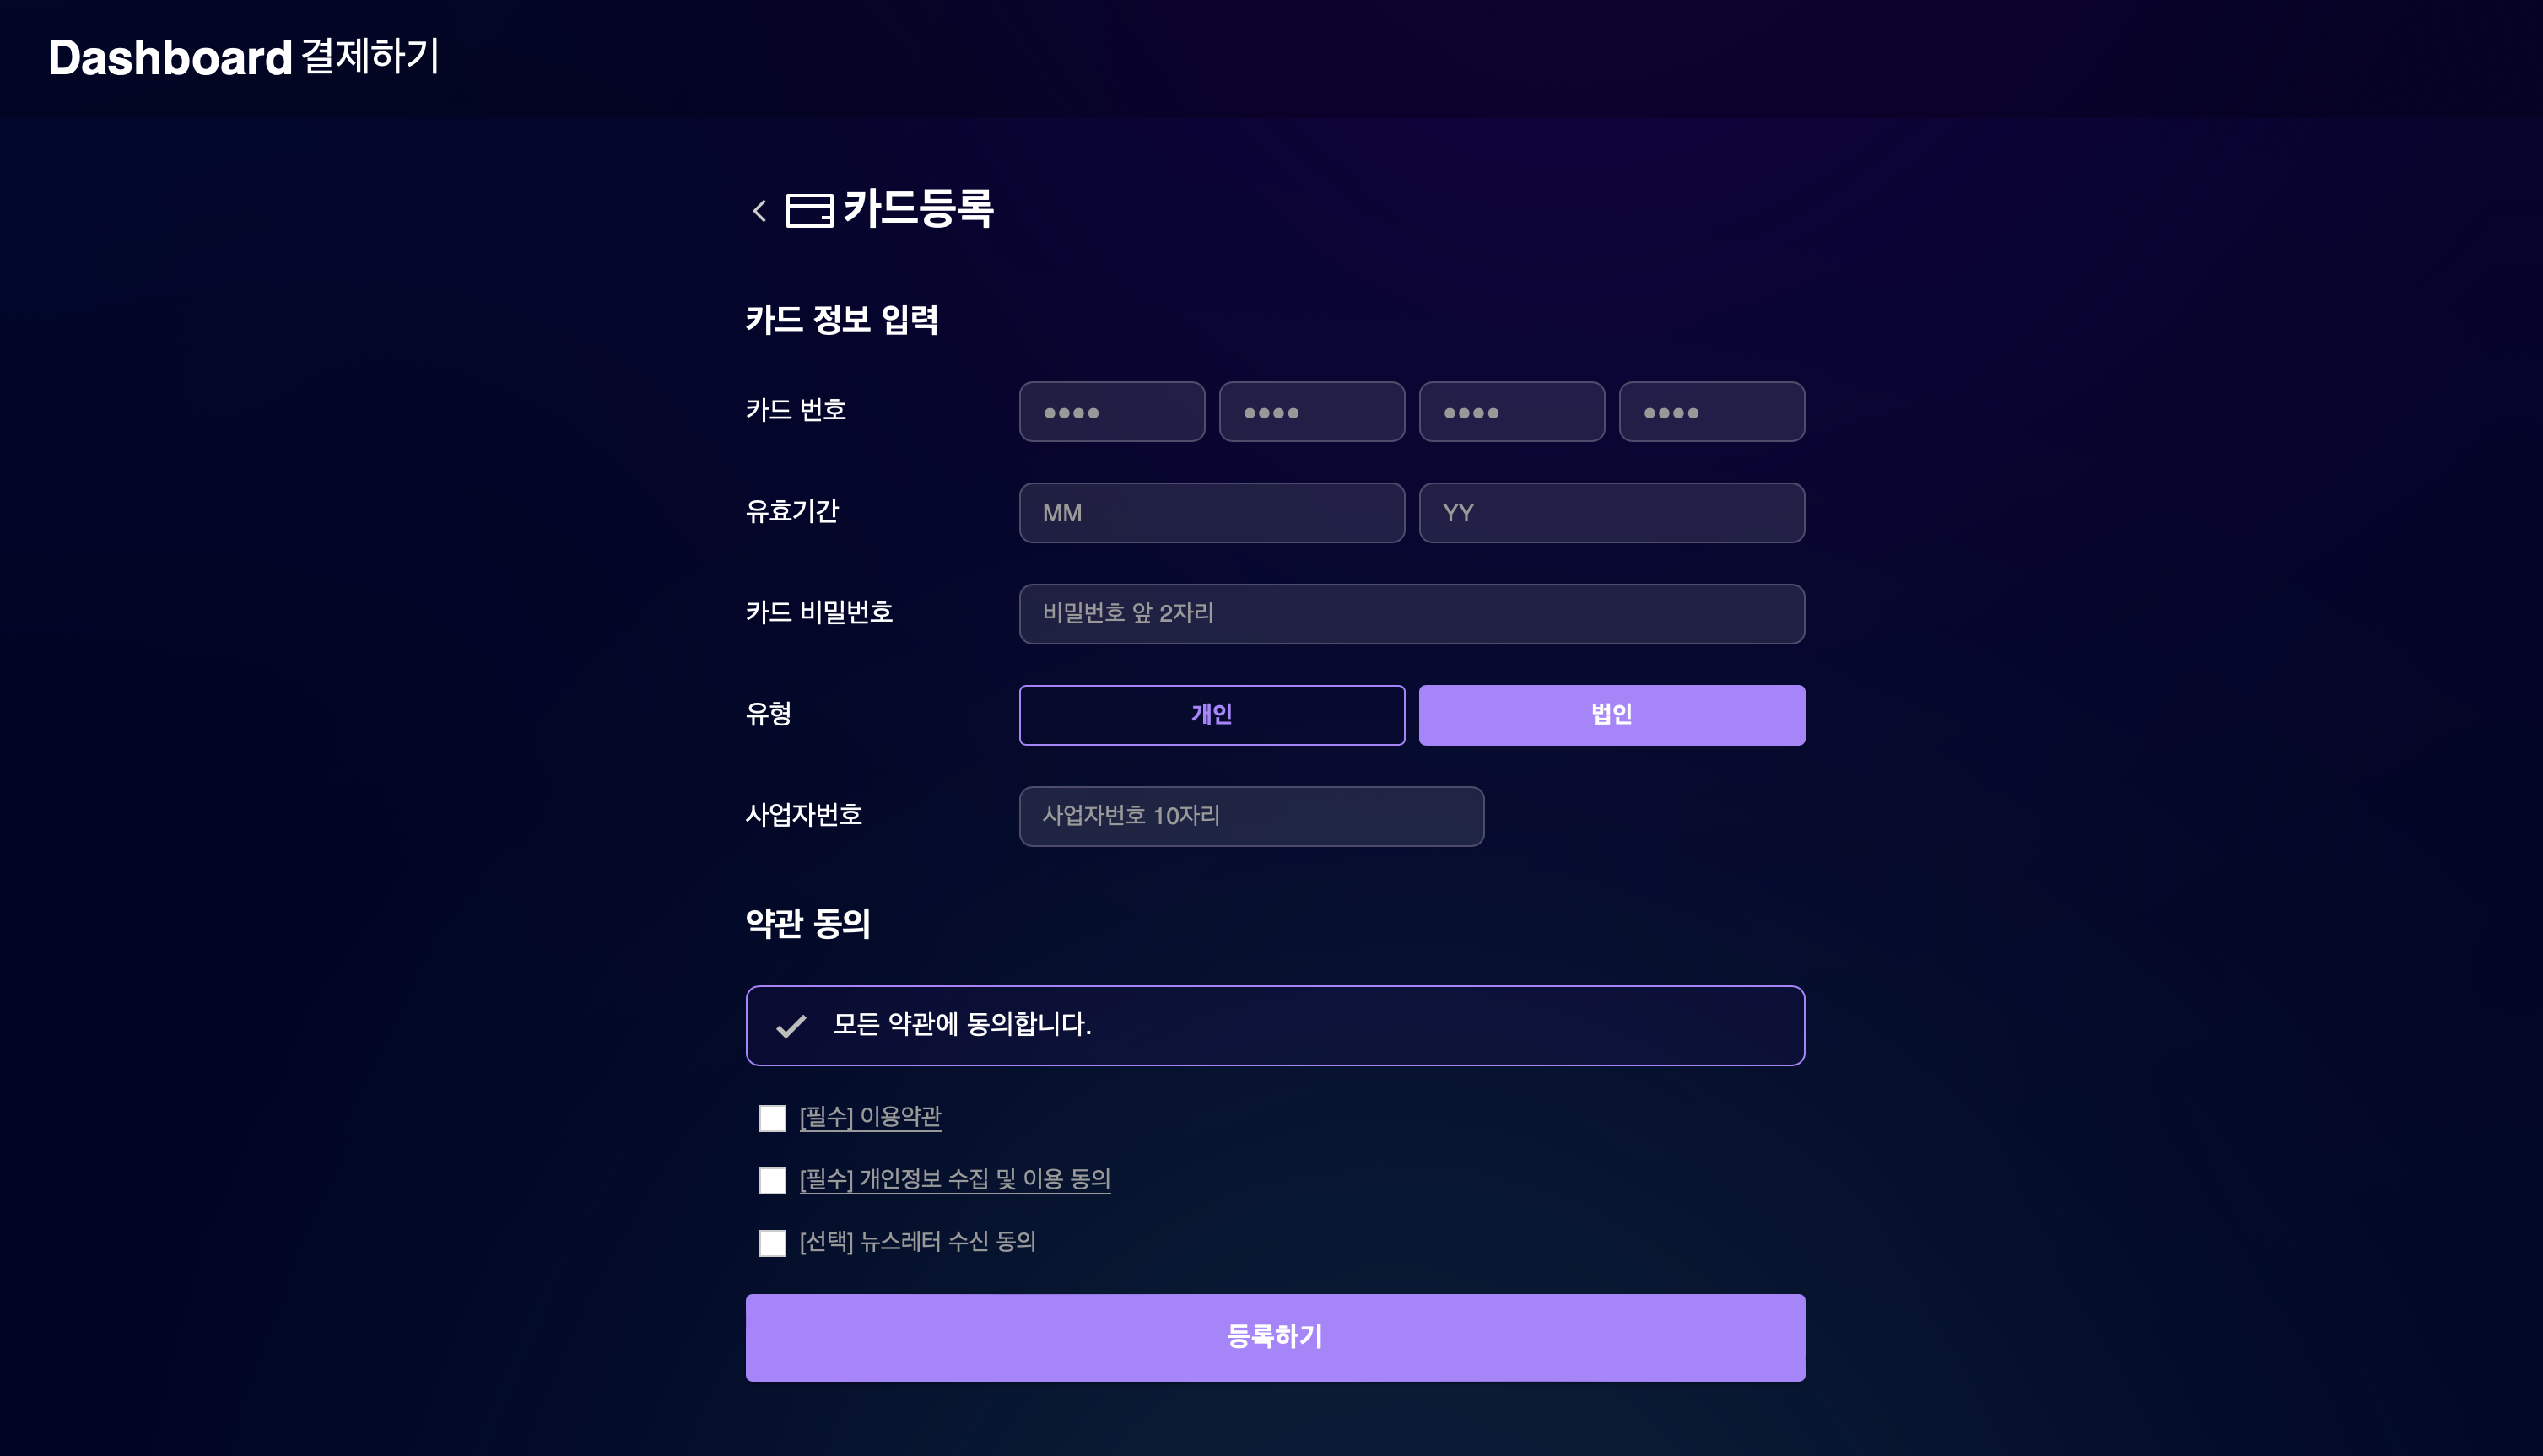 Dashboard 결제하기
카드등록
카드 정보 입력
카드 번호 •••• •••• •••• ••••
유효기간 MM YY
카드 비밀번호 비밀번호 앞 2자리
유형 개인 법인
사업자번호 사업자번호 10자리
약관 동의
모든 약관에 동의합니다.
[필수] 이용약관
[필수] 개인정보 수집 및 이용 동의
[선택] 뉴스레터 수신 동의
등록하기